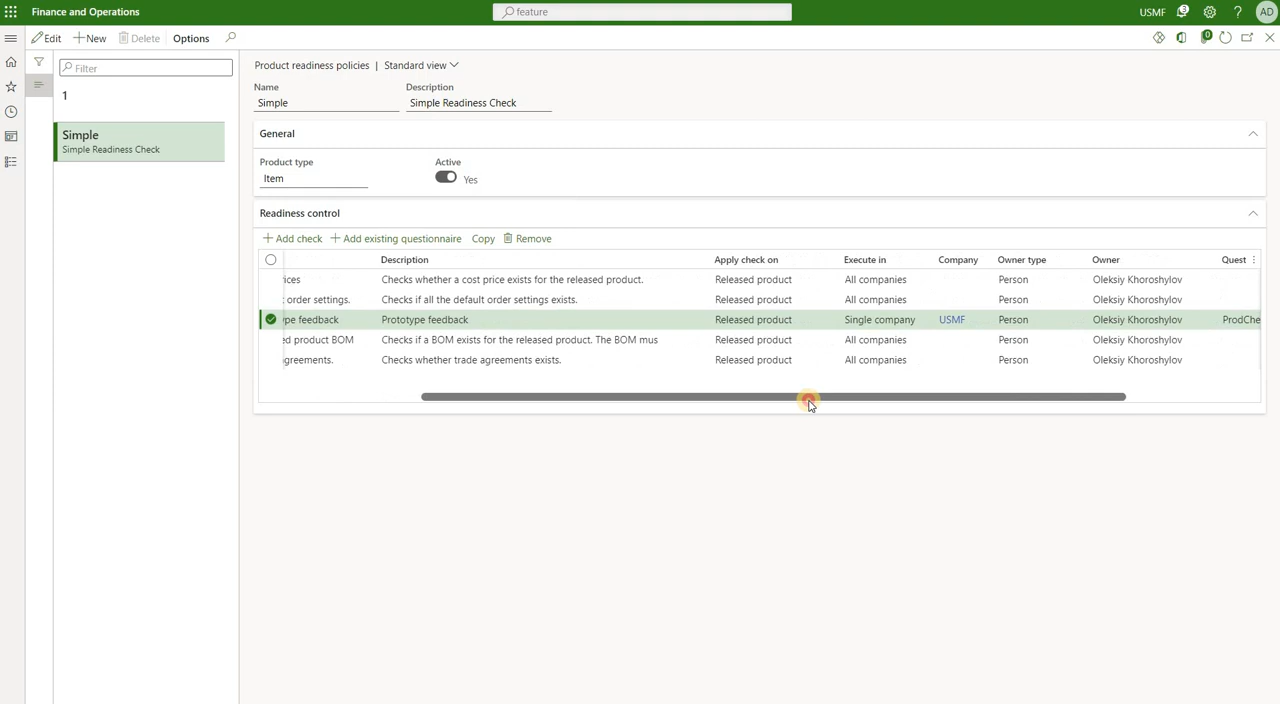 Finance and Operations
feature
USMF
2
?
AD
Edit
New
Delete
Options
0
Filter
1
Simple
Simple Readiness Check
Product readiness policies | Standard view
Name
Description
Simple
Simple Readiness Check
General
Product type
Active
Item
Yes
Readiness control
Add check
Add existing questionnaire
Copy
Remove
Description Apply check on Execute in Company Owner type Owner Quest
ices Checks whether a cost price exists for the released product. Released product All companies Person Oleksiy Khoroshylov
order settings. Checks if all the default order settings exists. Released product All companies Person Oleksiy Khoroshylov
ype feedback Prototype feedback Released product Single company USMF Person Oleksiy Khoroshylov ProdChe
ed product BOM Checks if a BOM exists for the released product. The BOM mus Released product All companies Person Oleksiy Khoroshylov
greements. Checks whether trade agreements exists. Released product All companies Person Oleksiy Khoroshylov